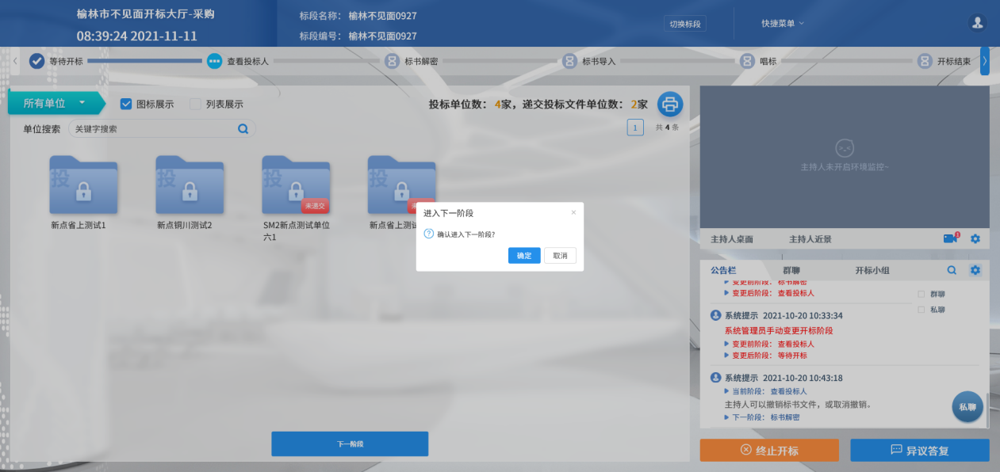 榆林市不见面开标大厅-采购
08:39:24 2021-11-11
标段名称： 榆林不见面0927
标段编号： 榆林不见面0927
切换标段
快捷菜单
等待开标
查看投标人
标书解密
标书导入
唱标
开标结束
所有单位
图标展示
列表展示
投标单位数： 4家，递交投标文件单位数： 2家
单位搜索
关键字搜索
1
共 4 条
投
投
投
投
未递交
新点省上测试1
新点铜川测试2
SM2新点测试单位
六1
进入下一阶段
确认进入下一阶段?
确定
取消
下一阶段
主持人未开启环境监控~
主持人桌面
主持人近景
1
公告栏
群聊
开标小组
变更前阶段： 标书解密
变更后阶段： 查看投标人
群聊
私聊
系统提示 2021-10-20 10:33:34
系统管理员手动变更开标阶段
变更前阶段： 查看投标人
变更后阶段： 等待开标
系统提示 2021-10-20 10:43:18
当前阶段： 查看投标人
主持人可以撤销标书文件，或取消撤销。
下一阶段： 标书解密
私聊
终止开标
异议答复